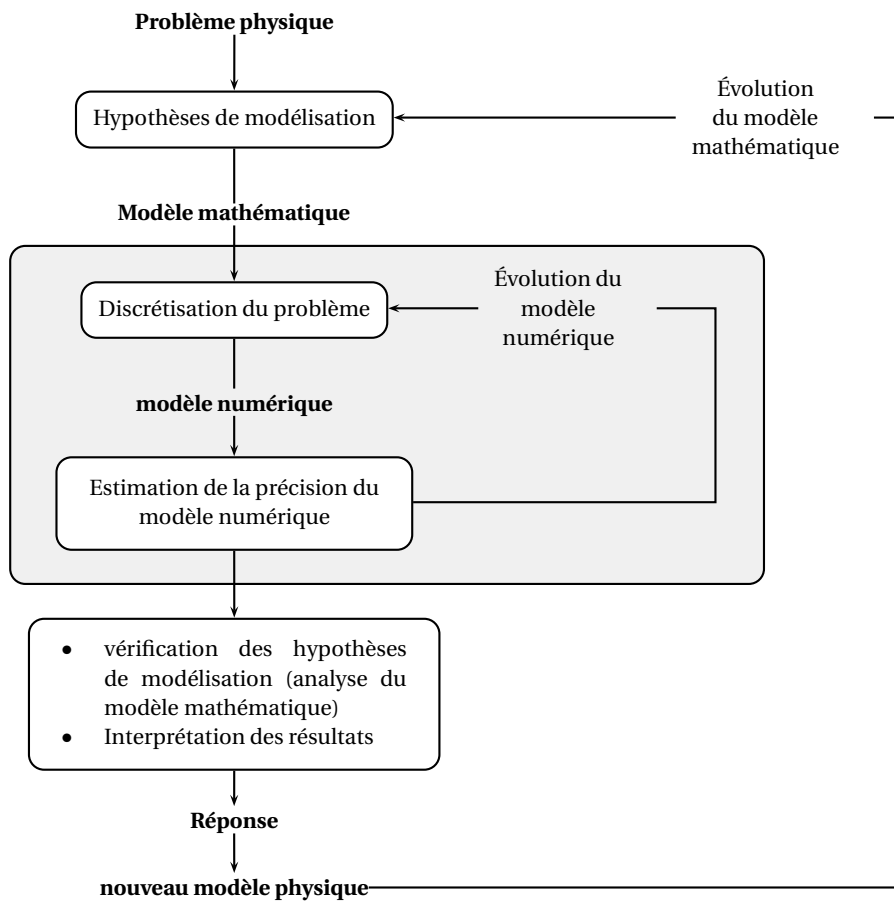 Problème physique
Hypothèses de modélisation
Évolution
du modèle
mathématique
Modèle mathématique
Discrétisation du problème
Évolution du
modèle
numérique
modèle numérique
Estimation de la précision du
modèle numérique
• vérification des hypothèses
de modélisation (analyse du
modèle mathématique)
• Interprétation des résultats
Réponse
nouveau modèle physique